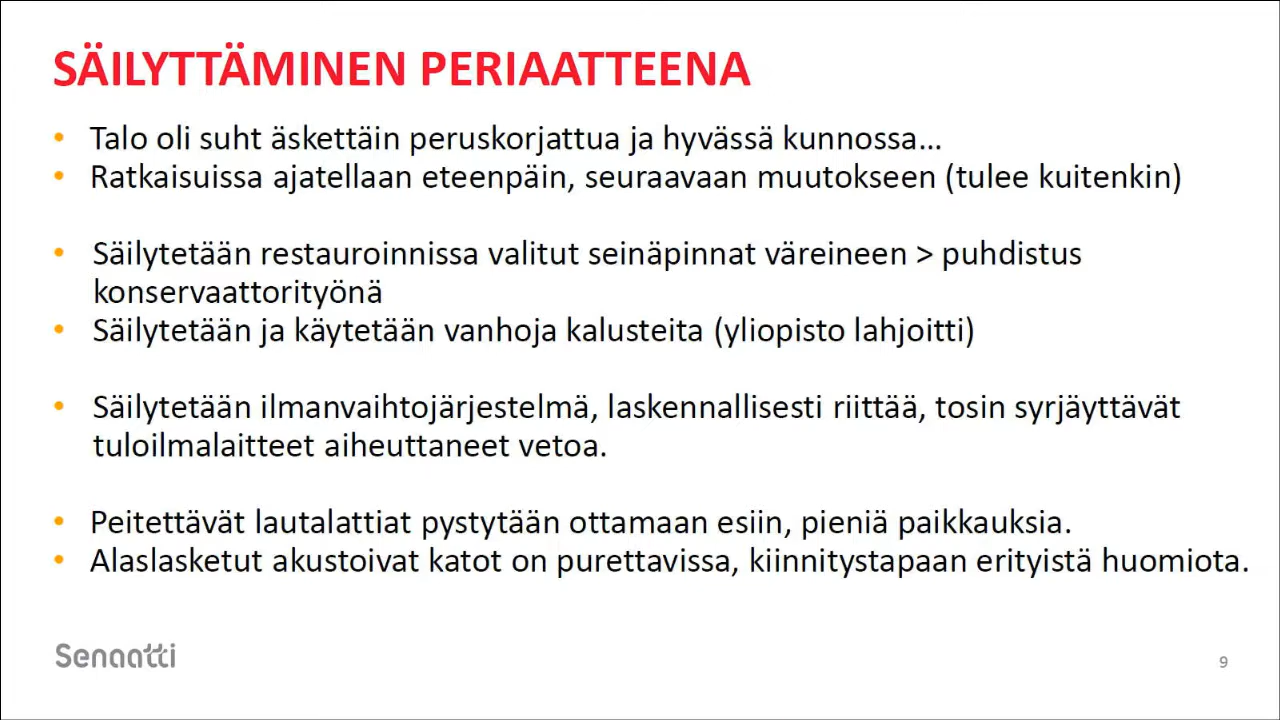 SÄILYTTÄMINEN PERIAATTEENA
• Talo oli suht äskettäin peruskorjattua ja hyvässä kunnossa…
• Ratkaisuissa ajatellaan eteenpäin, seuraavaan muutokseen (tulee kuitenkin)
• Säilytetään restauroinnissa valitut seinäpinnat väreineen > puhdistus
konservaattorityönä
• Säilytetään ja käytetään vanhoja kalusteita (yliopisto lahjoitti)
• Säilytetään ilmanvaihtojärjestelmä, laskennallisesti riittää, tosin syrjäyttävät
tuloilmalaitteet aiheuttaneet vetoa.
• Peitettävät lautalattiat pystytään ottamaan esiin, pieniä paikkauksia.
• Alaslasketut akustoivat katot on purettavissa, kiinnitystapaan erityistä huomiota.
Senaatti
9